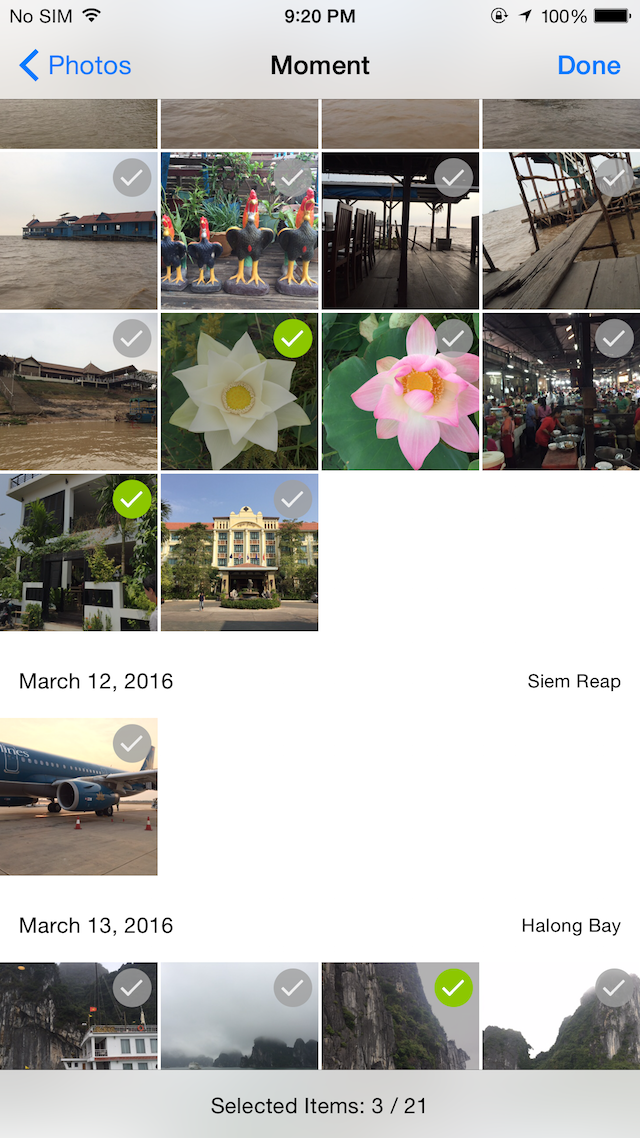 No SIM 9:20 PM 100%
Photos Moment Done
March 12, 2016 Siem Reap
lines
March 13, 2016 Halong Bay
Selected Items: 3 / 21